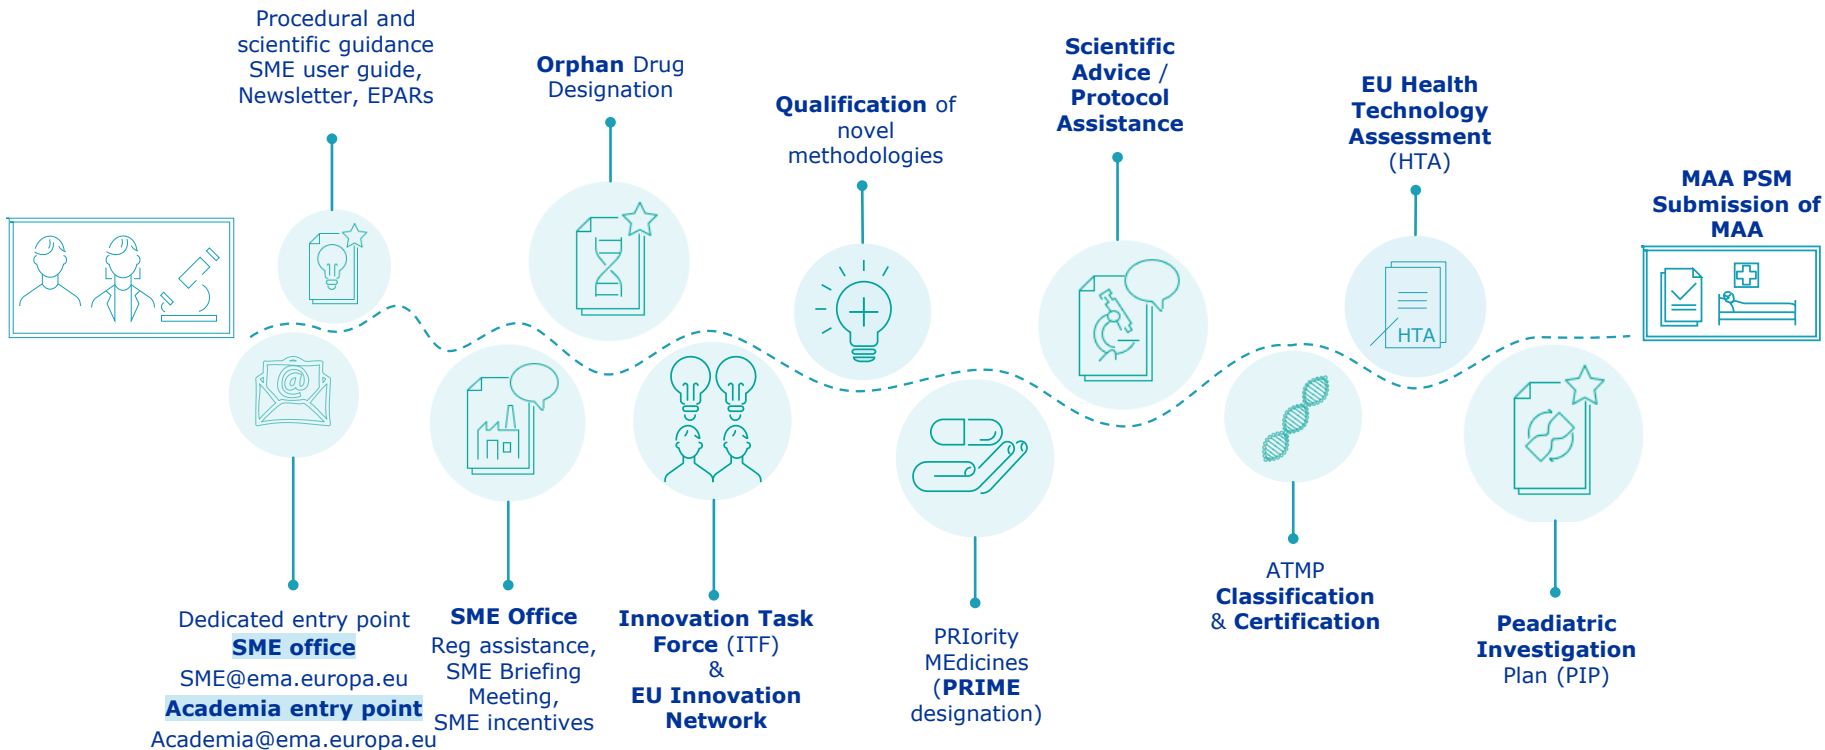 Procedural and
scientific guidance
SME user guide,
Newsletter, EPARs
Orphan Drug
Designation
Qualification of
novel
methodologies
Scientific
Advice /
Protocol
Assistance
EU Health
Technology
Assessment
(HTA)
MAA PSM
Submission of
MAA
@
HTA
Dedicated entry point
SME office
SME@ema.europa.eu
Academia entry point
Academia@ema.europa.eu
SME Office
Reg assistance,
SME Briefing
Meeting,
SME incentives
Innovation Task
Force (ITF)
&
EU Innovation
Network
PRIority
MEdicines
(PRIME
designation)
ATMP
Classification
& Certification
Peadiatric
Investigation
Plan (PIP)